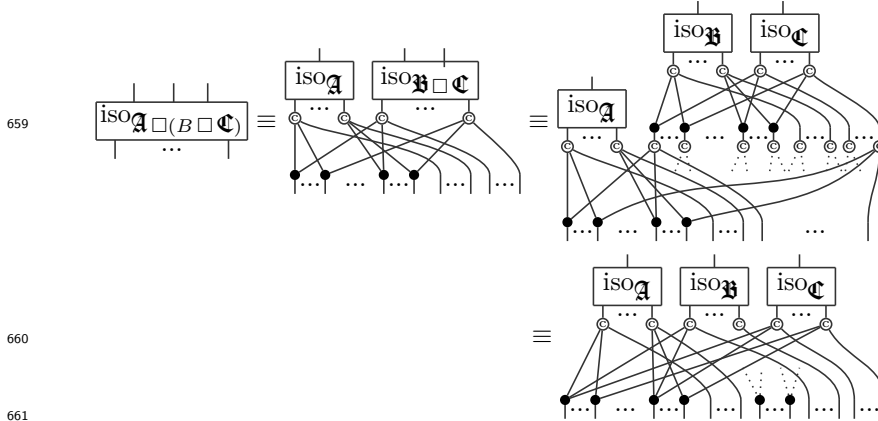 iso𝕭 iso𝕮
iso𝕬 iso𝕭 □ 𝕮
iso𝕬
659 iso𝕬 □ (B □ 𝕮) ≡ ≡
iso𝕬 iso𝕭 iso𝕮
660 ≡
661